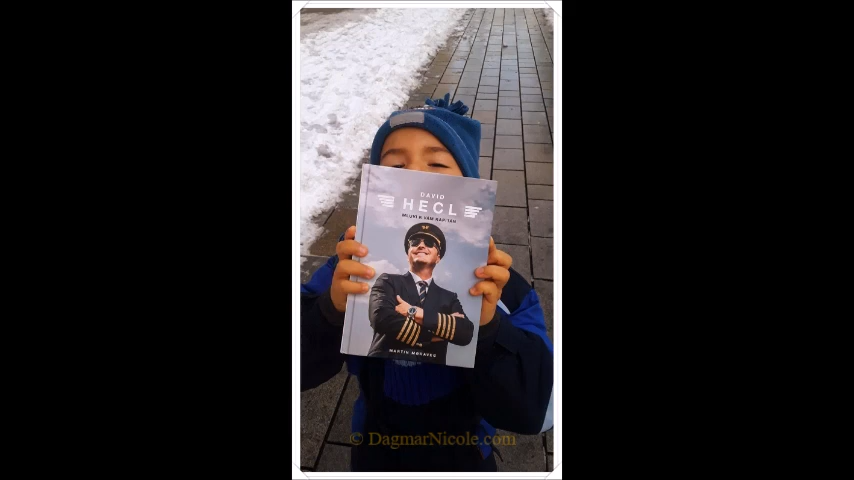 DAVID
HECL
MLUVÍ K VÁM KAPITÁN
MARTIN MORAVEC
© DagmarNicole.com